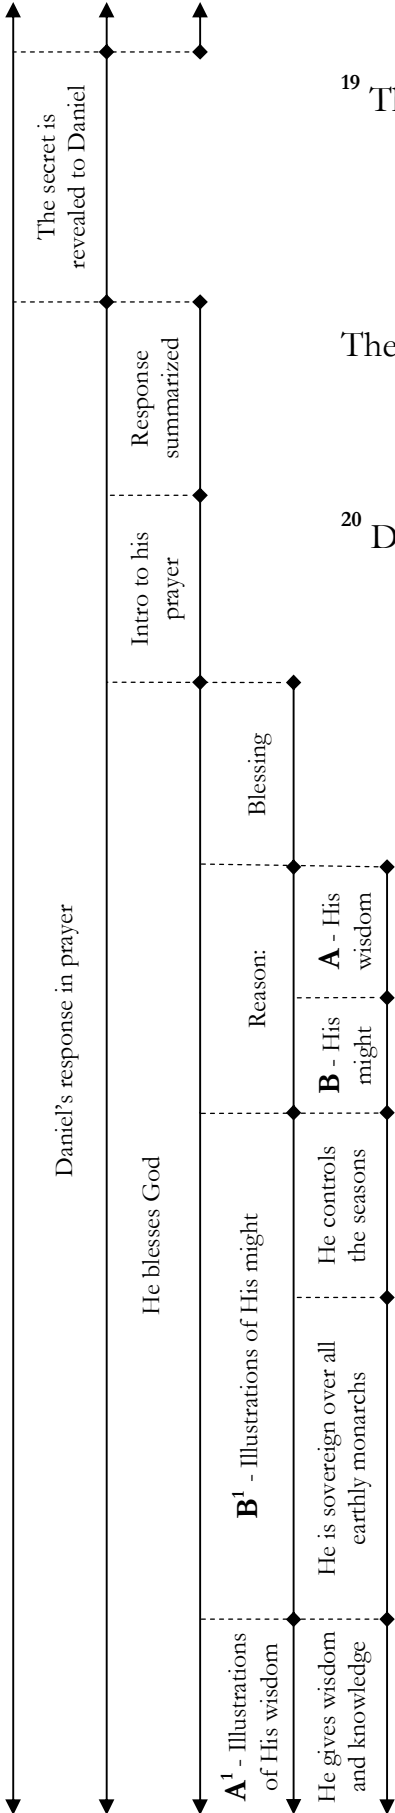 ¹⁹ Th
The secret is
revealed to Daniel
The
Response
summarized
²⁰ D
Intro to his
prayer
Blessing
Daniel's response in prayer
Reason:
A - His
wisdom
B - His
might
He blesses God
He controls
the seasons
B¹ - Illustrations of His might
He is sovereign over all
earthly monarchs
A¹ - Illustrations
of His wisdom
He gives wisdom
and knowledge